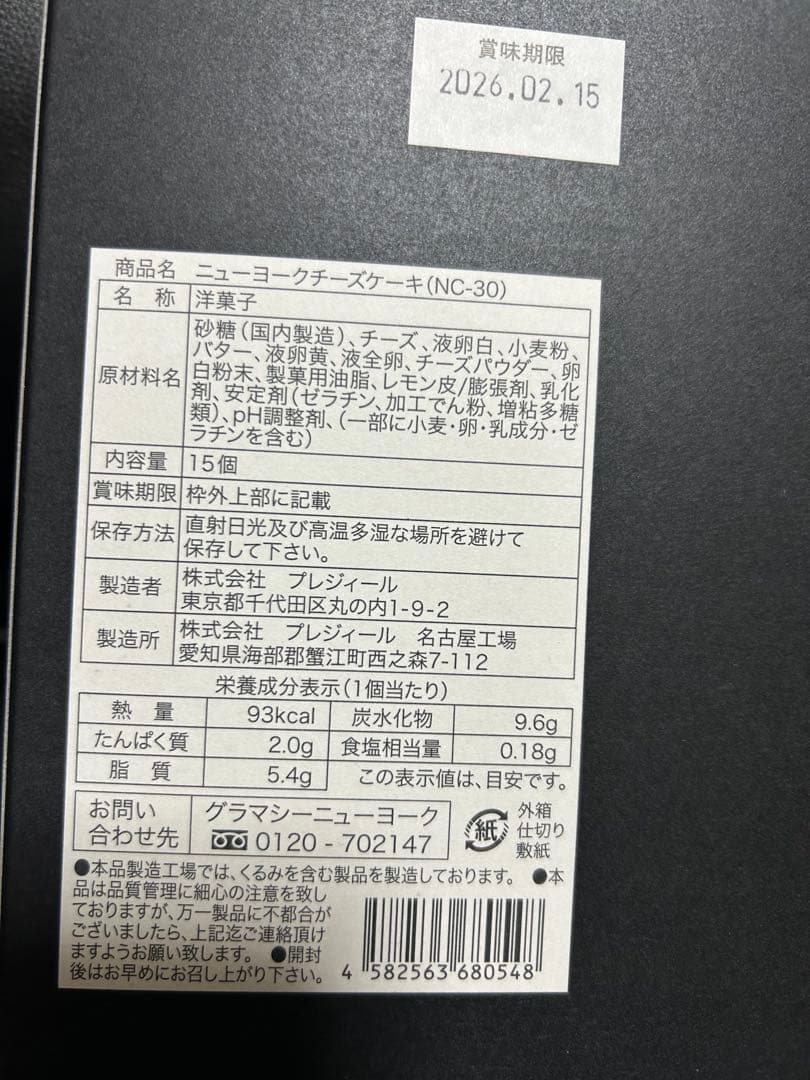 賞味期限
2026.02.15
商品名 ニューヨークチーズケーキ(NC-30)
名 称 洋菓子
原材料名
砂糖(国内製造)、チーズ、液卵白、小麦粉、
バター、液卵黄、液全卵、チーズパウダー、卵
白粉末、製菓用油脂、レモン皮/膨張剤、乳化
剤、安定剤(ゼラチン、加工でん粉、増粘多糖
類)、pH調整剤、(一部に小麦・卵・乳成分・ゼ
ラチンを含む)
内容量 15個
賞味期限 枠外上部に記載
保存方法
直射日光及び高温多湿な場所を避けて
保存して下さい。
製造者
株式会社 プレジィール
東京都千代田区丸の内1-9-2
製造所
株式会社 プレジィール 名古屋工場
愛知県海部郡蟹江町西之森7-112
栄養成分表示(1個当たり)
熱 量 93kcal 炭水化物 9.6g
たんぱく質 2.0g 食塩相当量 0.18g
脂 質 5.4g この表示値は、目安です。
お問い
合わせ先
グラマシーニューヨーク
0120 - 702147
紙
外箱
仕切り
敷紙
●本品製造工場では、くるみを含む製品を製造しております。 ●本
品は品質管理に細心の注意を致し
ておりますが、万一製品に不都合が
ございましたら、上記迄ご連絡頂け
ますようお願い致します。 ●開封
後はお早めにお召し上がり下さい。
4 582563 680548